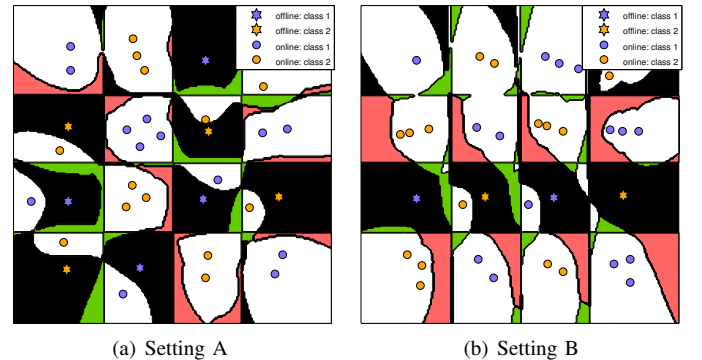 offline: class 1
offline: class 2
online: class 1
online: class 2
offline: class 1
offline: class 2
online: class 1
online: class 2
(a) Setting A
(b) Setting B